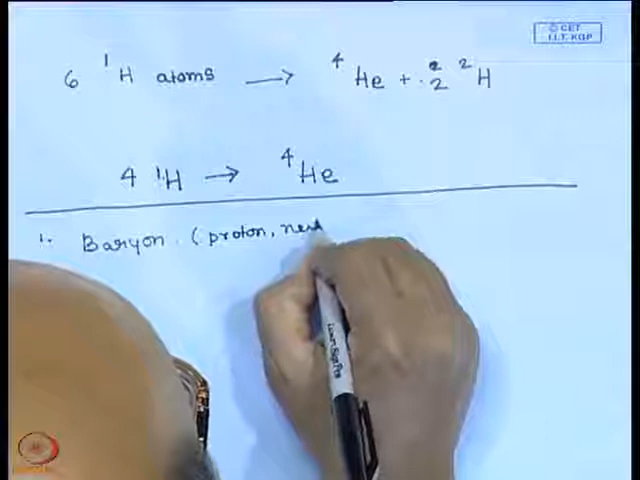 © CET
I.I.T. KGP
6 ¹H atoms → ⁴He + 2 ²H
4 ¹H → ⁴He
1. Baryon (proton, neut